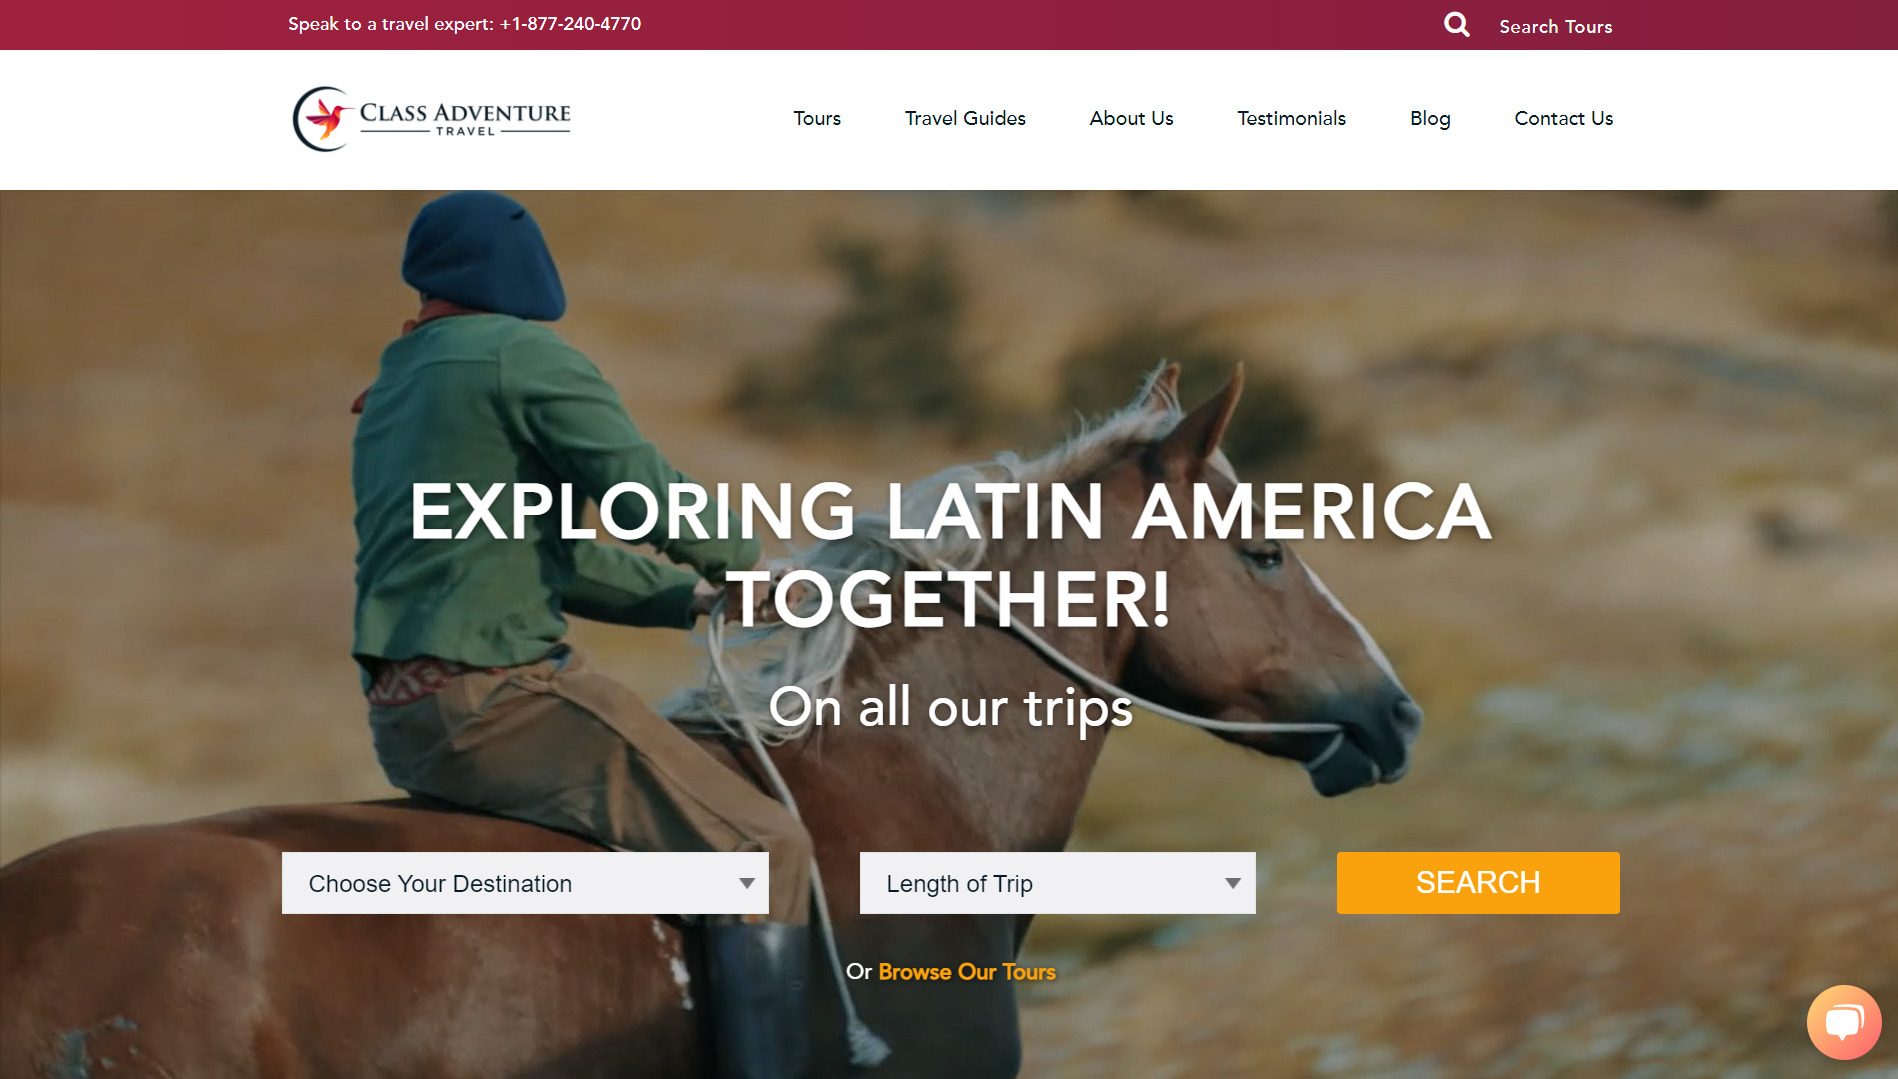 Speak to a travel expert: +1-877-240-4770
Search Tours
CLASS ADVENTURE
TRAVEL
Tours
Travel Guides
About Us
Testimonials
Blog
Contact Us
EXPLORING LATIN AMERICA
TOGETHER!
On all our trips
Choose Your Destination
Length of Trip
SEARCH
Or Browse Our Tours